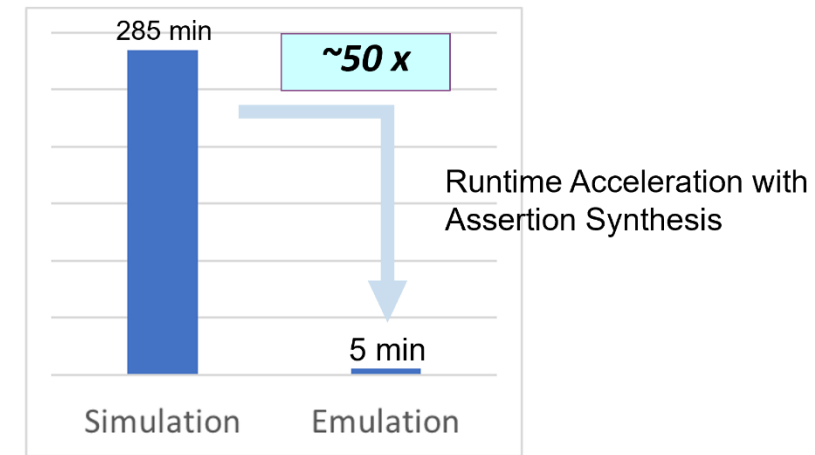 285 min
~50 x
Runtime Acceleration with
Assertion Synthesis
5 min
Simulation
Emulation